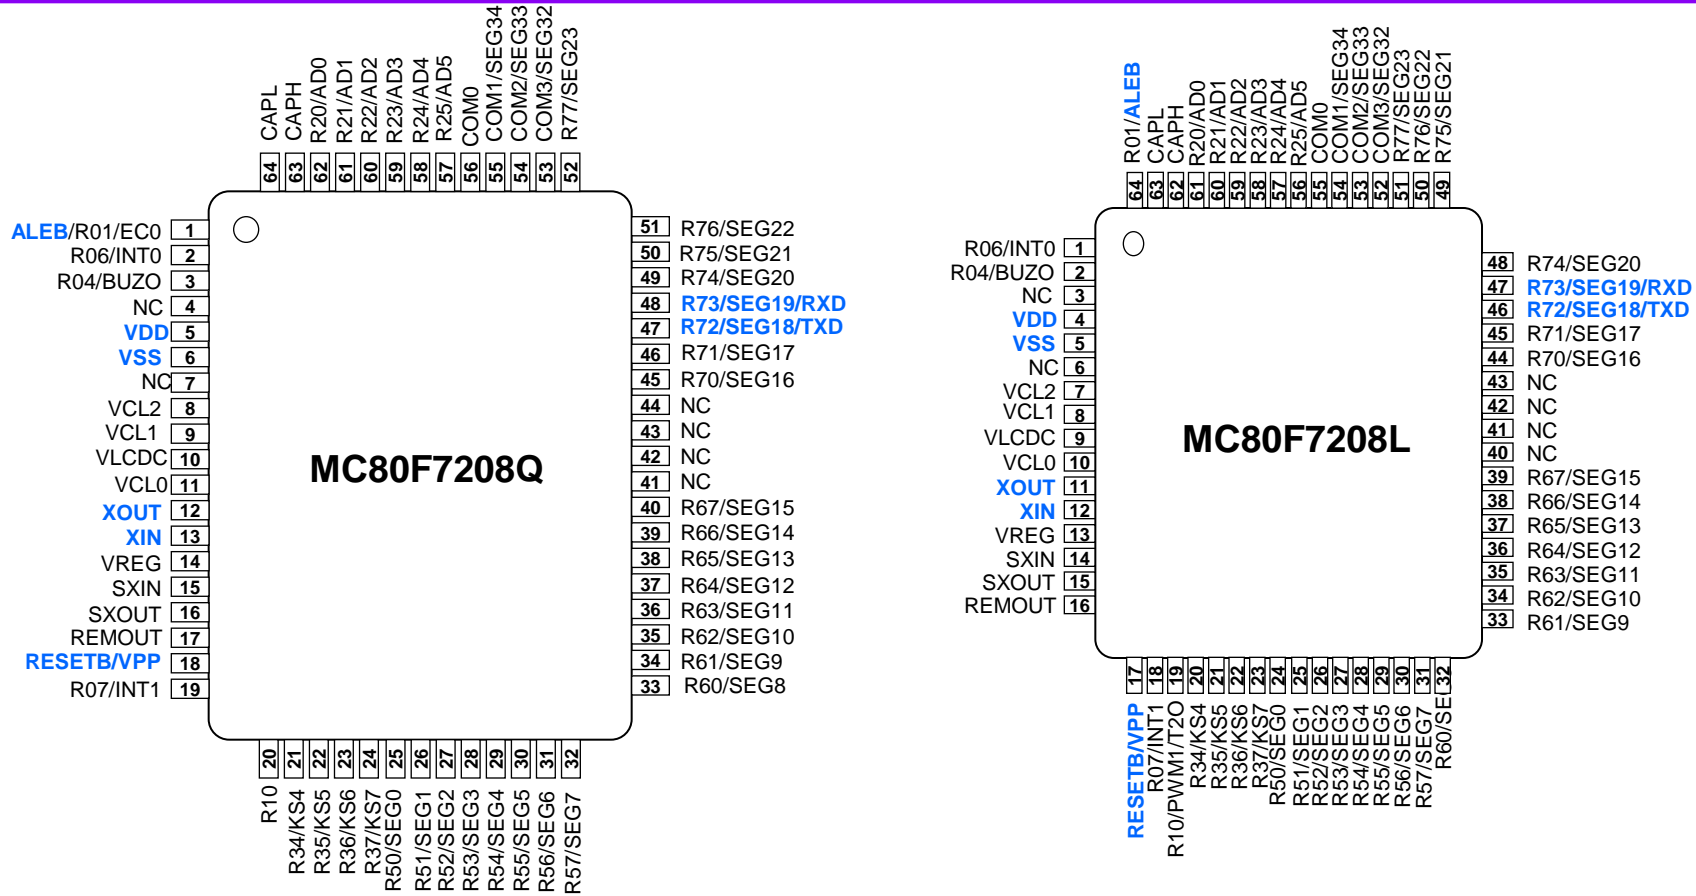 CAPL
CAPH
R20/AD0
R21/AD1
R22/AD2
R23/AD3
R24/AD4
R25/AD5
COM0
COM1/SEG34
COM2/SEG33
COM3/SEG32
R77/SEG23
64 63 62 61 60 59 58 57 56 55 54 53 52
ALEB/R01/EC0 1
R06/INT0 2
R04/BUZO 3
NC 4
VDD 5
VSS 6
NC 7
VCL2 8
VCL1 9
VLCDC 10
VCL0 11
XOUT 12
XIN 13
VREG 14
SXIN 15
SXOUT 16
REMOUT 17
RESETB/VPP 18
R07/INT1 19
MC80F7208Q
51 R76/SEG22
50 R75/SEG21
49 R74/SEG20
48 R73/SEG19/RXD
47 R72/SEG18/TXD
46 R71/SEG17
45 R70/SEG16
44 NC
43 NC
42 NC
41 NC
40 R67/SEG15
39 R66/SEG14
38 R65/SEG13
37 R64/SEG12
36 R63/SEG11
35 R62/SEG10
34 R61/SEG9
33 R60/SEG8
20 21 22 23 24 25 26 27 28 29 30 31 32
R10
R34/KS4
R35/KS5
R36/KS6
R37/KS7
R50/SEG0
R51/SEG1
R52/SEG2
R53/SEG3
R54/SEG4
R55/SEG5
R56/SEG6
R57/SEG7
R01/ALEB
CAPL
CAPH
R20/AD0
R21/AD1
R22/AD2
R23/AD3
R24/AD4
R25/AD5
COM0
COM1/SEG34
COM2/SEG33
COM3/SEG32
R77/SEG23
R76/SEG22
R75/SEG21
64 63 62 61 60 59 58 57 56 55 54 53 52 51 50 49
R06/INT0 1
R04/BUZO 2
NC 3
VDD 4
VSS 5
NC 6
VCL2 7
VCL1 8
VLCDC 9
VCL0 10
XOUT 11
XIN 12
VREG 13
SXIN 14
SXOUT 15
REMOUT 16
MC80F7208L
48 R74/SEG20
47 R73/SEG19/RXD
46 R72/SEG18/TXD
45 R71/SEG17
44 R70/SEG16
43 NC
42 NC
41 NC
40 NC
39 R67/SEG15
38 R66/SEG14
37 R65/SEG13
36 R64/SEG12
35 R63/SEG11
34 R62/SEG10
33 R61/SEG9
17 18 19 20 21 22 23 24 25 26 27 28 29 30 31 32
RESETB/VPP
R07/INT1
R10/PWM1/T2O
R34/KS4
R35/KS5
R36/KS6
R37/KS7
R50/SEG0
R51/SEG1
R52/SEG2
R53/SEG3
R54/SEG4
R55/SEG5
R56/SEG6
R57/SEG7